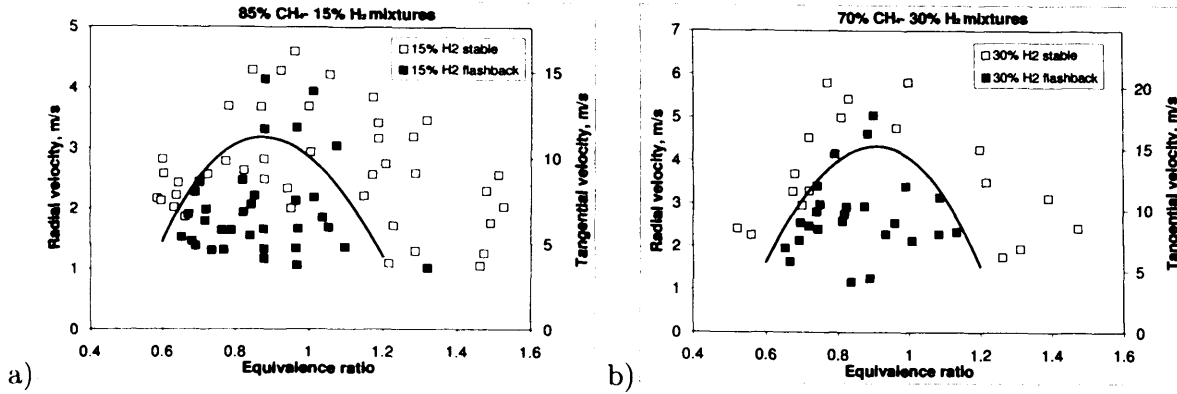 85% CH₄- 15% H₂ mixtures
15% H2 stable
15% H2 flashback
Radial velocity, m/s
5
4
3
2
1
0
Tangential velocity, m/s
15
10
5
0
0.4 0.6 0.8 1 1.2 1.4 1.6
Equivalence ratio
a)
70% CH₄- 30% H₂ mixtures
30% H2 stable
30% H2 flashback
Radial velocity, m/s
7
6
5
4
3
2
1
0
Tangential velocity, m/s
20
15
10
5
0
0.4 0.6 0.8 1 1.2 1.4 1.6
Equivalence ratio
b)